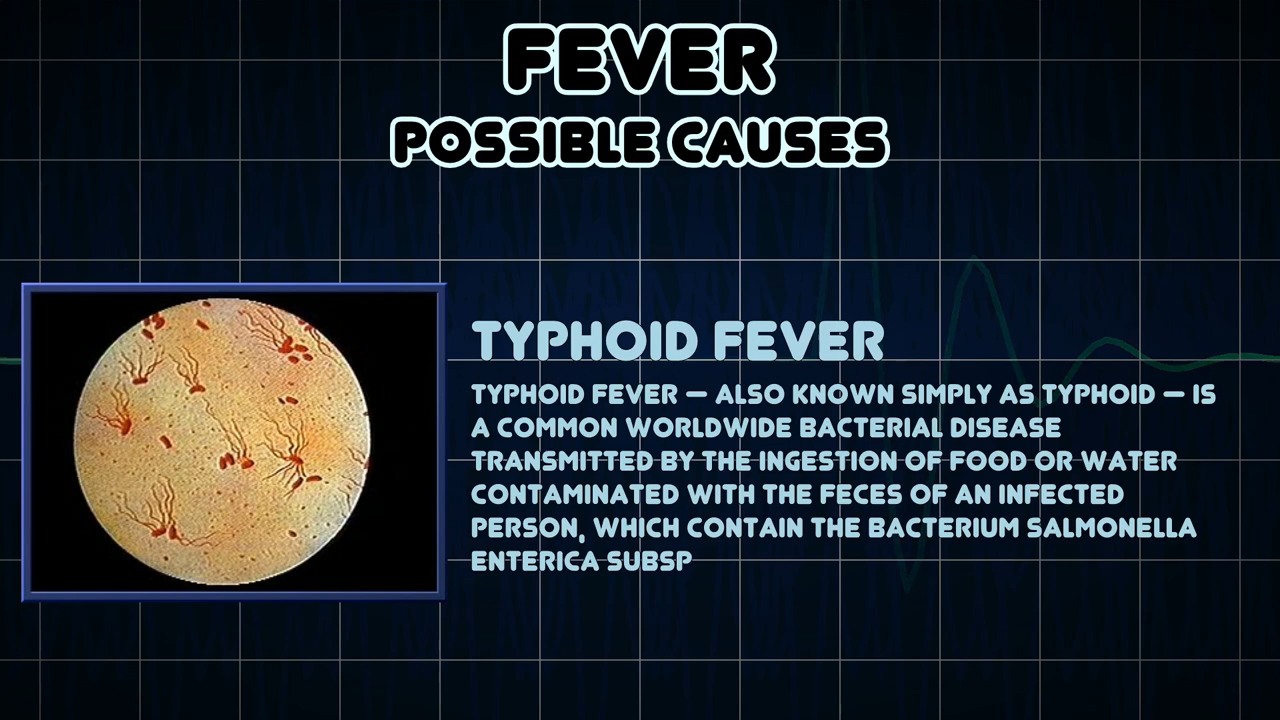 FEVER
POSSIBLE CAUSES
TYPHOID FEVER
TYPHOID FEVER — ALSO KNOWN SIMPLY AS TYPHOID — IS
A COMMON WORLDWIDE BACTERIAL DISEASE
TRANSMITTED BY THE INGESTION OF FOOD OR WATER
CONTAMINATED WITH THE FECES OF AN INFECTED
PERSON, WHICH CONTAIN THE BACTERIUM SALMONELLA
ENTERICA SUBSP